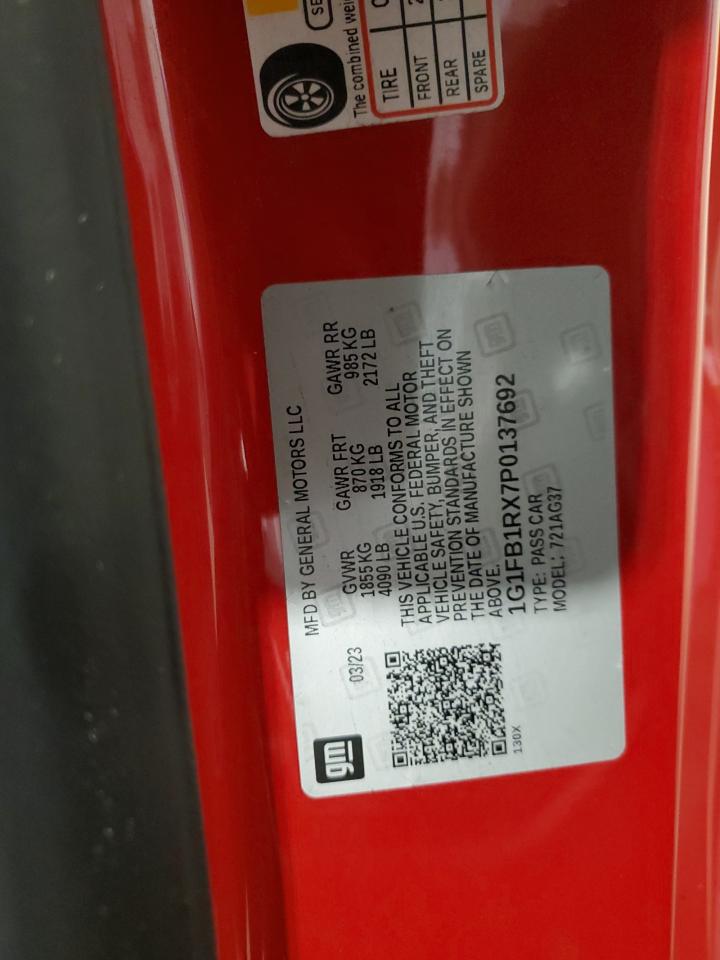 gm
MFD BY GENERAL MOTORS LLC
03/23
GVWR GAWR FRT GAWR RR
1855 KG 870 KG 985 KG
4090 LB 1918 LB 2172 LB
THIS VEHICLE CONFORMS TO ALL
APPLICABLE U.S. FEDERAL MOTOR
VEHICLE SAFETY, BUMPER, AND THEFT
PREVENTION STANDARDS IN EFFECT ON
THE DATE OF MANUFACTURE SHOWN
ABOVE.
1G1FB1RX7P0137692
TYPE: PASS CAR
MODEL: 721AG37
130X
The combined
TIRE
FRONT
REAR
SPARE